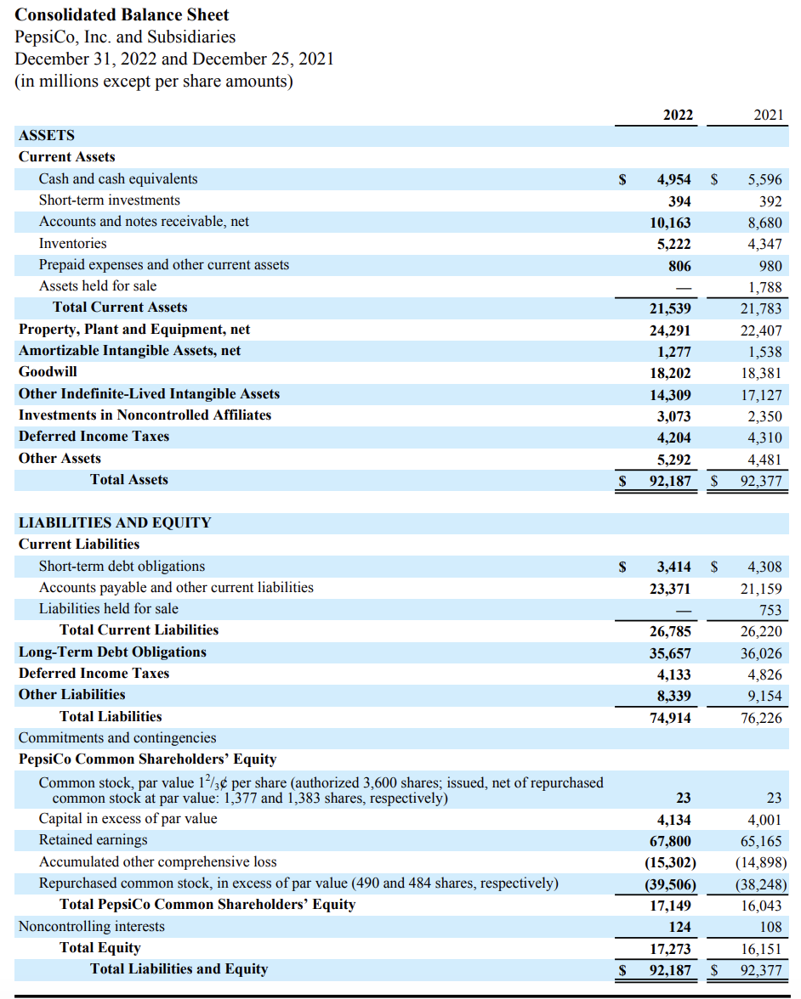 Consolidated Balance Sheet
PepsiCo, Inc. and Subsidiaries
December 31, 2022 and December 25, 2021
(in millions except per share amounts)
2022 2021
ASSETS
Current Assets
Cash and cash equivalents $ 4,954 $ 5,596
Short-term investments 394 392
Accounts and notes receivable, net 10,163 8,680
Inventories 5,222 4,347
Prepaid expenses and other current assets 806 980
Assets held for sale — 1,788
Total Current Assets 21,539 21,783
Property, Plant and Equipment, net 24,291 22,407
Amortizable Intangible Assets, net 1,277 1,538
Goodwill 18,202 18,381
Other Indefinite-Lived Intangible Assets 14,309 17,127
Investments in Noncontrolled Affiliates 3,073 2,350
Deferred Income Taxes 4,204 4,310
Other Assets 5,292 4,481
Total Assets $ 92,187 $ 92,377
LIABILITIES AND EQUITY
Current Liabilities
Short-term debt obligations $ 3,414 $ 4,308
Accounts payable and other current liabilities 23,371 21,159
Liabilities held for sale — 753
Total Current Liabilities 26,785 26,220
Long-Term Debt Obligations 35,657 36,026
Deferred Income Taxes 4,133 4,826
Other Liabilities 8,339 9,154
Total Liabilities 74,914 76,226
Commitments and contingencies
PepsiCo Common Shareholders’ Equity
Common stock, par value 1 2/3¢ per share (authorized 3,600 shares; issued, net of repurchased
common stock at par value: 1,377 and 1,383 shares, respectively) 23 23
Capital in excess of par value 4,134 4,001
Retained earnings 67,800 65,165
Accumulated other comprehensive loss (15,302) (14,898)
Repurchased common stock, in excess of par value (490 and 484 shares, respectively) (39,506) (38,248)
Total PepsiCo Common Shareholders’ Equity 17,149 16,043
Noncontrolling interests 124 108
Total Equity 17,273 16,151
Total Liabilities and Equity $ 92,187 $ 92,377